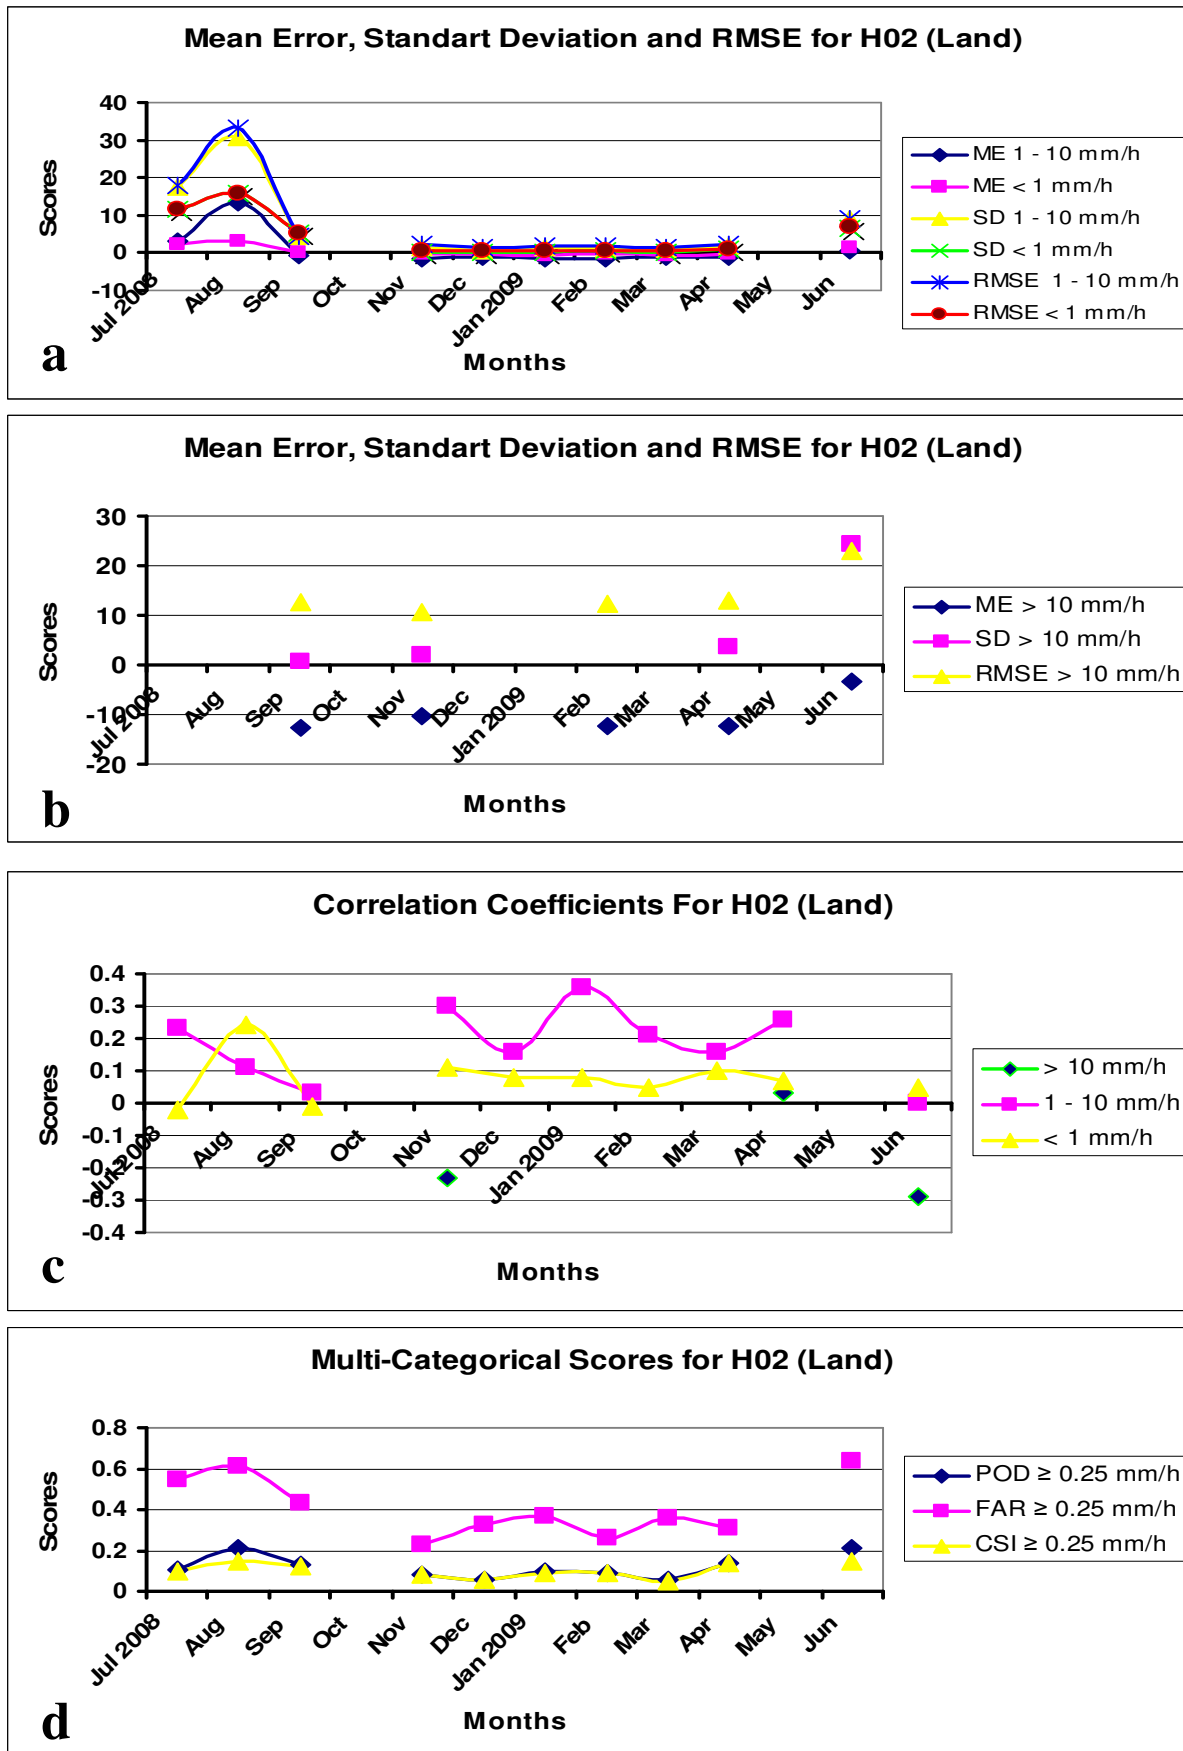 Mean Error, Standart Deviation and RMSE for H02 (Land)
40
30
20
10
0
-10
Scores
Jul 2008 Aug Sep Oct Nov Dec Jan 2009 Feb Mar Apr May Jun
Months
ME 1 - 10 mm/h
ME < 1 mm/h
SD 1 - 10 mm/h
SD < 1 mm/h
RMSE 1 - 10 mm/h
RMSE < 1 mm/h
a
Mean Error, Standart Deviation and RMSE for H02 (Land)
30
20
10
0
-10
-20
Scores
Jul 2008 Aug Sep Oct Nov Dec Jan 2009 Feb Mar Apr May Jun
Months
ME > 10 mm/h
SD > 10 mm/h
RMSE > 10 mm/h
b
Correlation Coefficients For H02 (Land)
0.4
0.3
0.2
0.1
0
-0.1
-0.2
-0.3
-0.4
Scores
Jul 2008 Aug Sep Oct Nov Dec Jan 2009 Feb Mar Apr May Jun
Months
> 10 mm/h
1 - 10 mm/h
< 1 mm/h
c
Multi-Categorical Scores for H02 (Land)
0.8
0.6
0.4
0.2
0
Scores
Jul 2008 Aug Sep Oct Nov Dec Jan 2009 Feb Mar Apr May Jun
Months
POD ≥ 0.25 mm/h
FAR ≥ 0.25 mm/h
CSI ≥ 0.25 mm/h
d